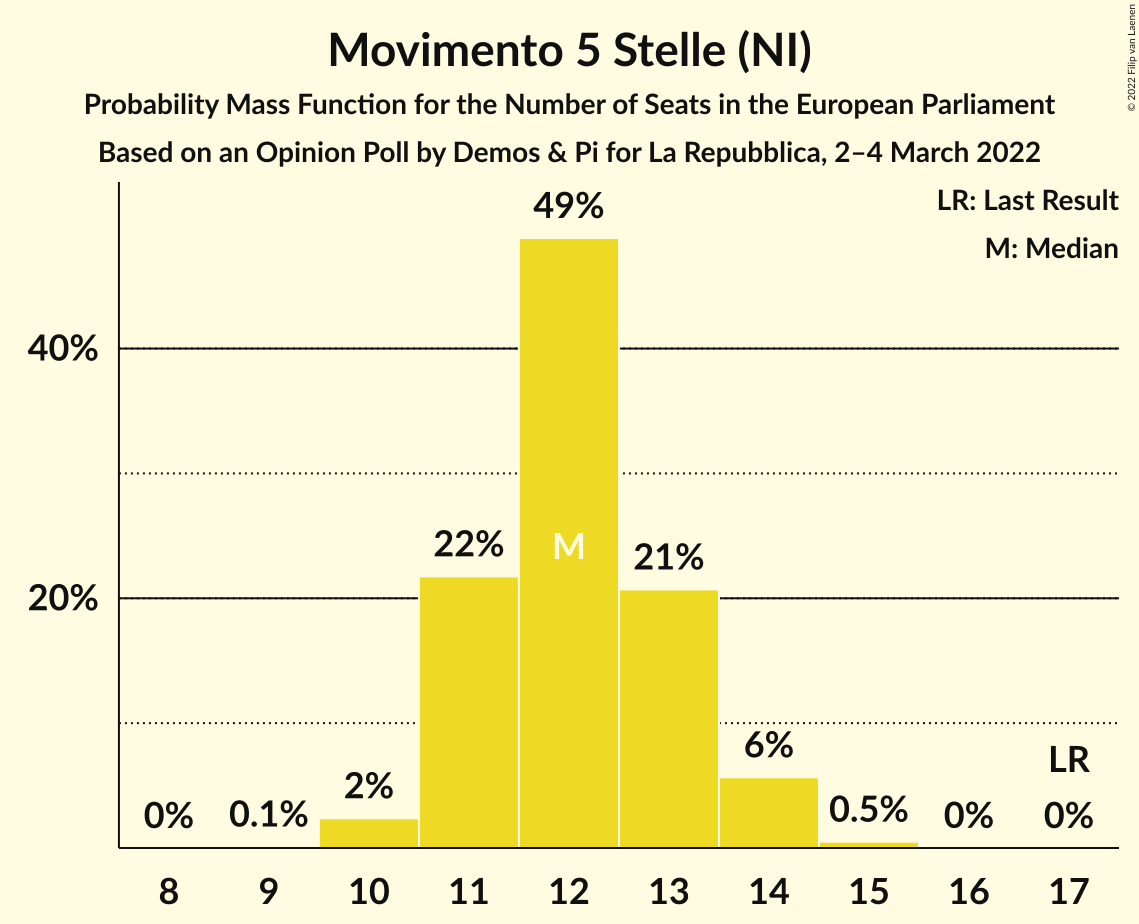 Movimento 5 Stelle (NI)
Probability Mass Function for the Number of Seats in the European Parliament
Based on an Opinion Poll by Demos & Pi for La Repubblica, 2–4 March 2022
© 2022 Filip van Laenen
LR: Last Result
M: Median
40%
20%
0%
0.1%
2%
22%
49%
M
21%
6%
0.5%
0%
LR
0%
8 9 10 11 12 13 14 15 16 17